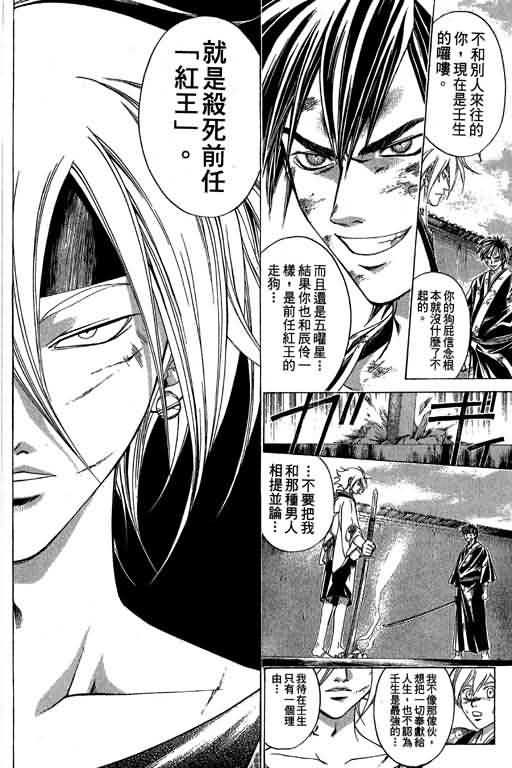 不和別人來往的
你，現在是壬生
的囉嘍。
你的狗屁信念根
本就沒什麼了不
起的。
而且還是五曜星…
結果你也和辰伶一
樣，是前任紅王的
走狗…
…不要把我
和那種男人
相提並論…
我不像那傢伙，
想把一切奉獻給
人生，也不認為
壬生是最強的…
我待在壬生
只有一個理
由…
就是殺死前任
「紅王」。